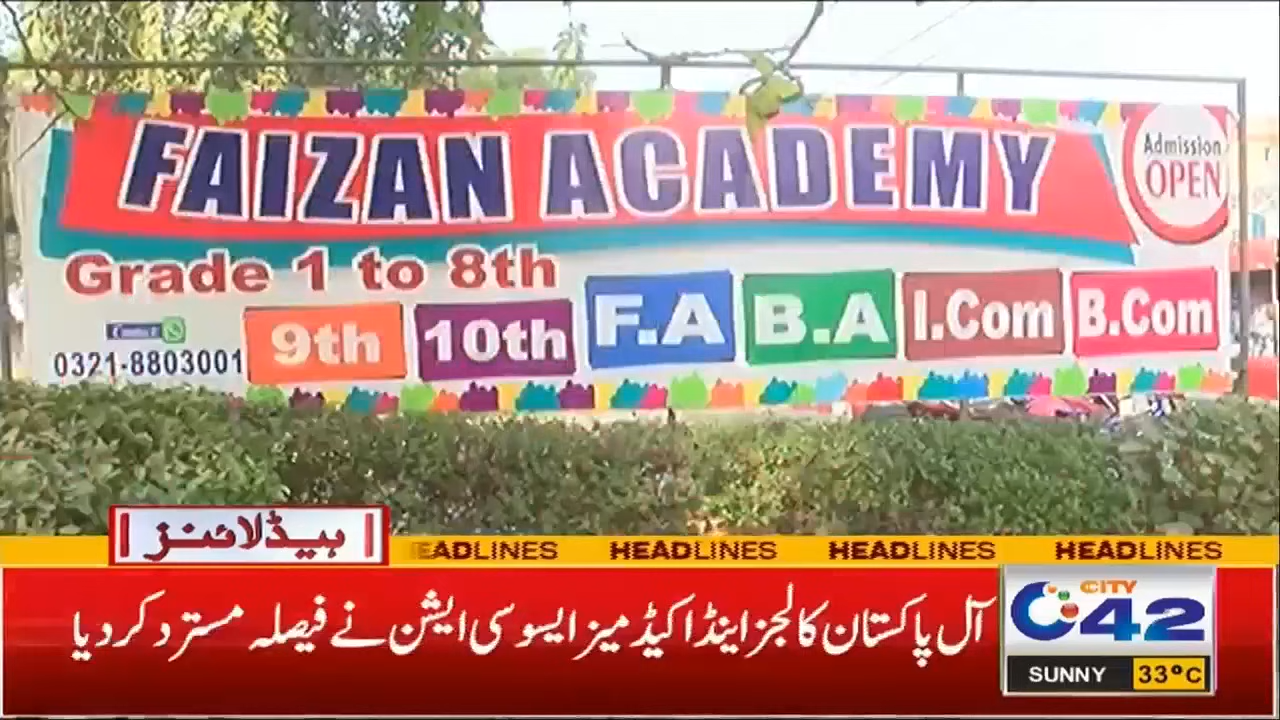 FAIZAN ACADEMY
Admission
OPEN
Grade 1 to 8th
9th
10th
F.A
B.A
I.Com
B.Com
0321-8803001
ہیڈلائنز
EADLINES HEADLINES HEADLINES HEADLINES
آل پاکستان کالجز اینڈ اکیڈمیز ایسوسی ایشن نے فیصلہ مسترد کر دیا
CITY
42
SUNNY 33°C